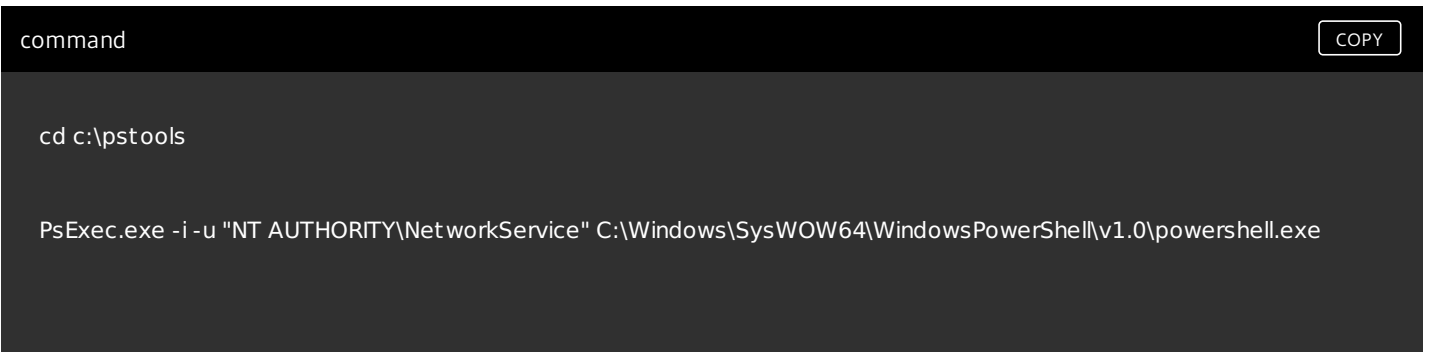 command
COPY
cd c:\pstools
PsExec.exe -i -u "NT AUTHORITY\NetworkService" C:\Windows\SysWOW64\WindowsPowerShell\v1.0\powershell.exe